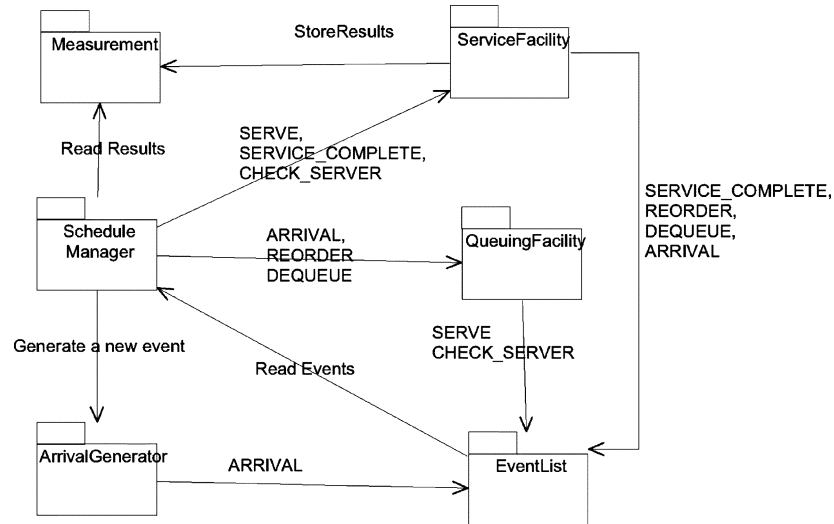 StoreResults
Measurement
ServiceFacility
Read Results
SERVE,
SERVICE_COMPLETE,
CHECK_SERVER
SERVICE_COMPLETE,
REORDER,
DEQUEUE,
ARRIVAL
Schedule
Manager
ARRIVAL,
REORDER
DEQUEUE
QueuingFacility
Generate a new event
Read Events
SERVE
CHECK_SERVER
ArrivalGenerator
ARRIVAL
EventList